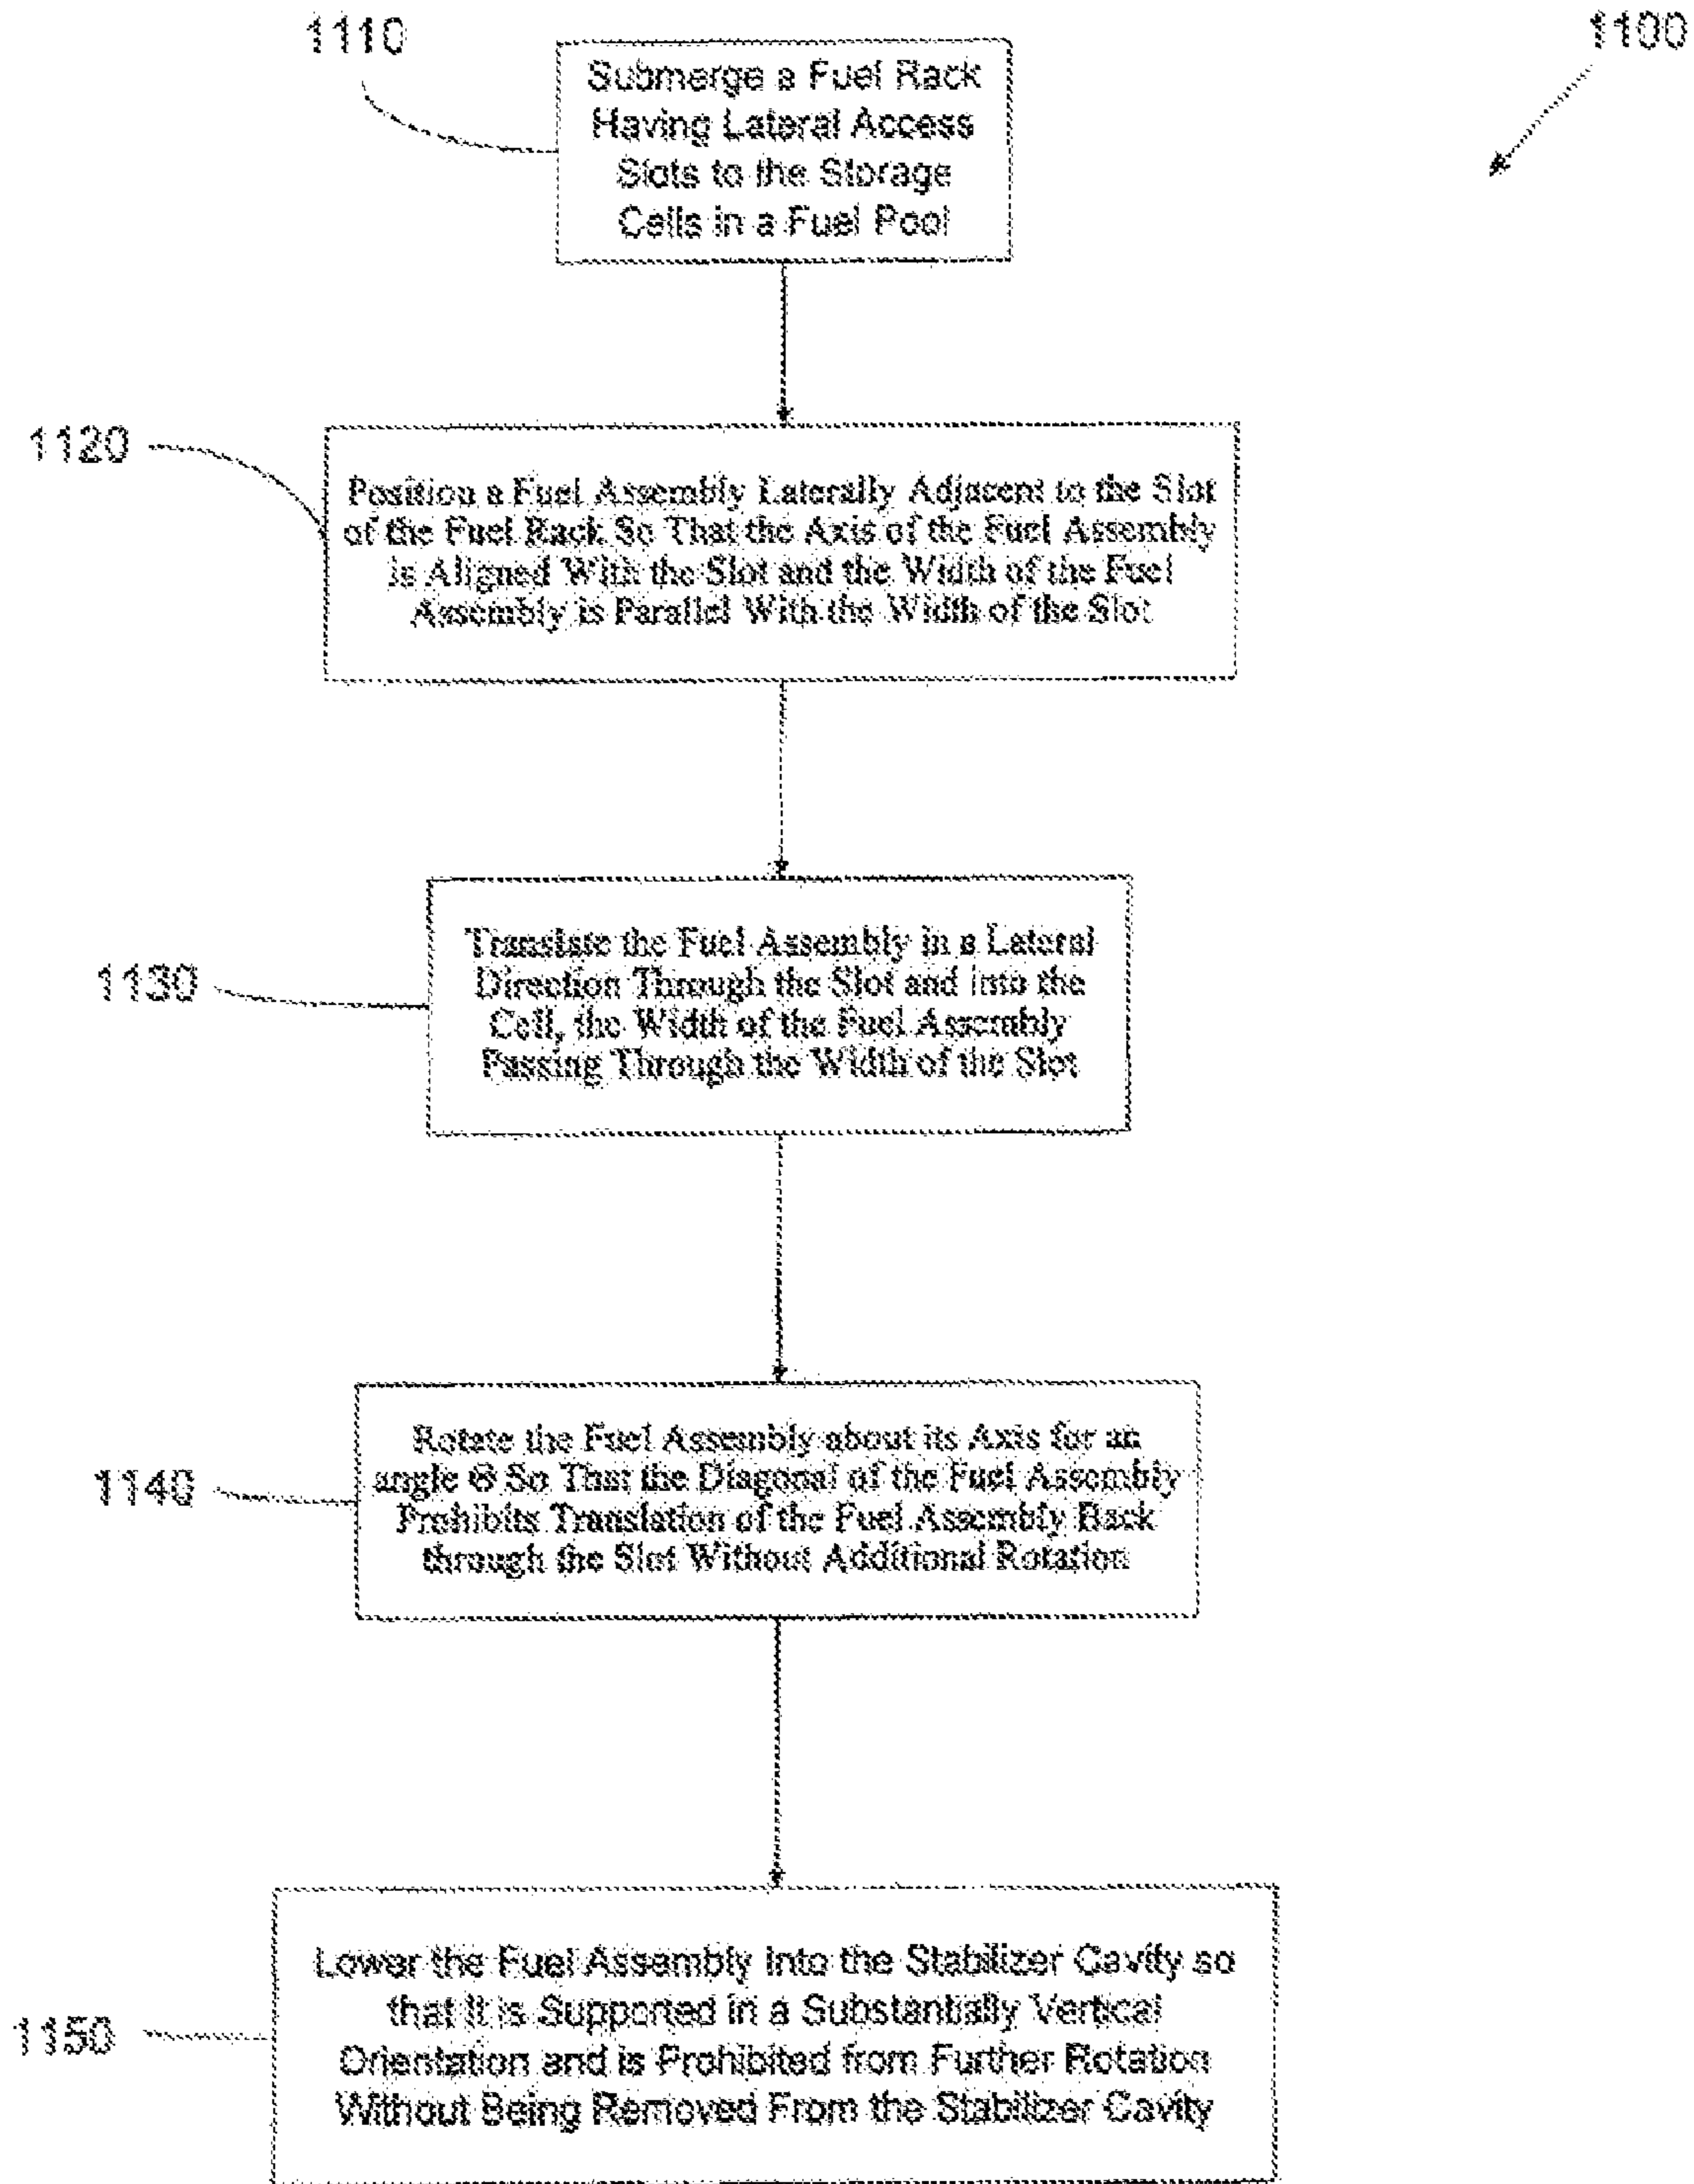 1110
1100
Submerge a Fuel Rack
Having Lateral Access
Slots to the Storage
Cells in a Fuel Pool
1120
Position a Fuel Assembly Laterally Adjacent to the Slot
of the Fuel Rack So That the Axis of the Fuel Assembly
is Aligned With the Slot and the Width of the Fuel
Assembly is Parallel With the Width of the Slot
1130
Translate the Fuel Assembly in a Lateral
Direction Through the Slot and into the
Cell, the Width of the Fuel Assembly
Passing Through the Width of the Slot
1140
Rotate the Fuel Assembly about its Axis for an
angle Θ So That the Diagonal of the Fuel Assembly
Prohibits Translation of the Fuel Assembly Back
through the Slot Without Additional Rotation
1150
Lower the Fuel Assembly Into the Stabilizer Cavity so
that it is Supported in a Substantially Vertical
Orientation and is Prohibited from Further Rotation
Without Being Removed From the Stabilizer Cavity